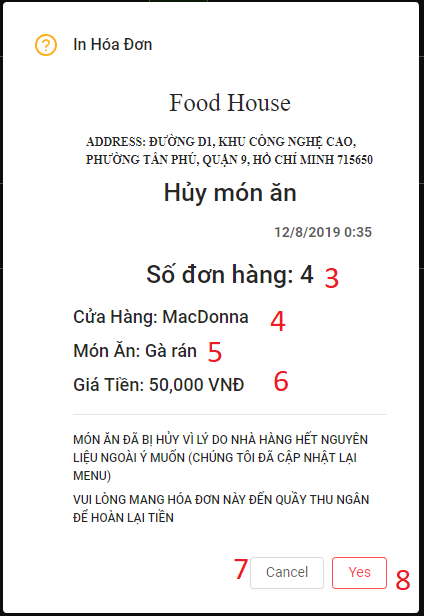 In Hóa Đơn
Food House
ADDRESS: ĐƯỜNG D1, KHU CÔNG NGHỆ CAO,
PHƯỜNG TÂN PHÚ, QUẬN 9, HỒ CHÍ MINH 715650
Hủy món ăn
12/8/2019 0:35
Số đơn hàng: 4 3
Cửa Hàng: MacDonna 4
Món Ăn: Gà rán 5
Giá Tiền: 50,000 VNĐ 6
MÓN ĂN ĐÃ BỊ HỦY VÌ LÝ DO NHÀ HÀNG HẾT NGUYÊN
LIỆU NGOÀI Ý MUỐN (CHÚNG TÔI ĐÃ CẬP NHẬT LẠI
MENU)
VUI LÒNG MANG HÓA ĐƠN NÀY ĐẾN QUẦY THU NGÂN
ĐỂ HOÀN LẠI TIỀN
7 Cancel Yes 8